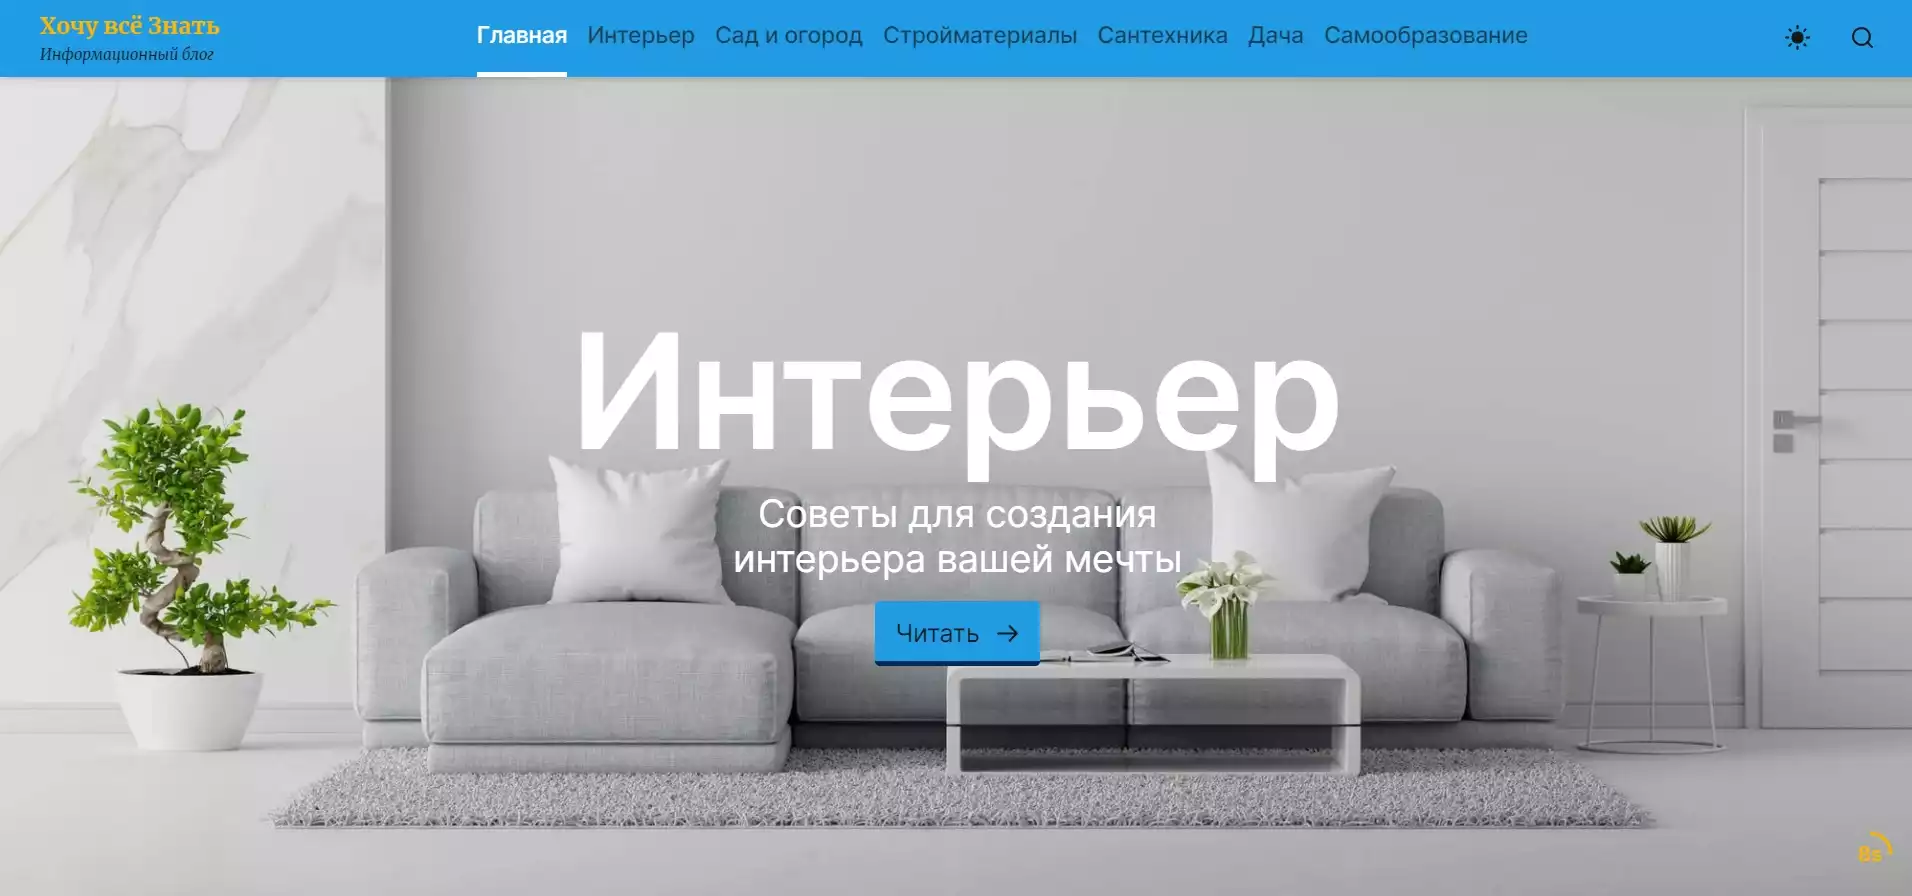 Хочу всё Знать
Информационный блог
Главная Интерьер Сад и огород Стройматериалы Сантехника Дача Самообразование
Интерьер
Советы для создания
интерьера вашей мечты
Читать →
8s